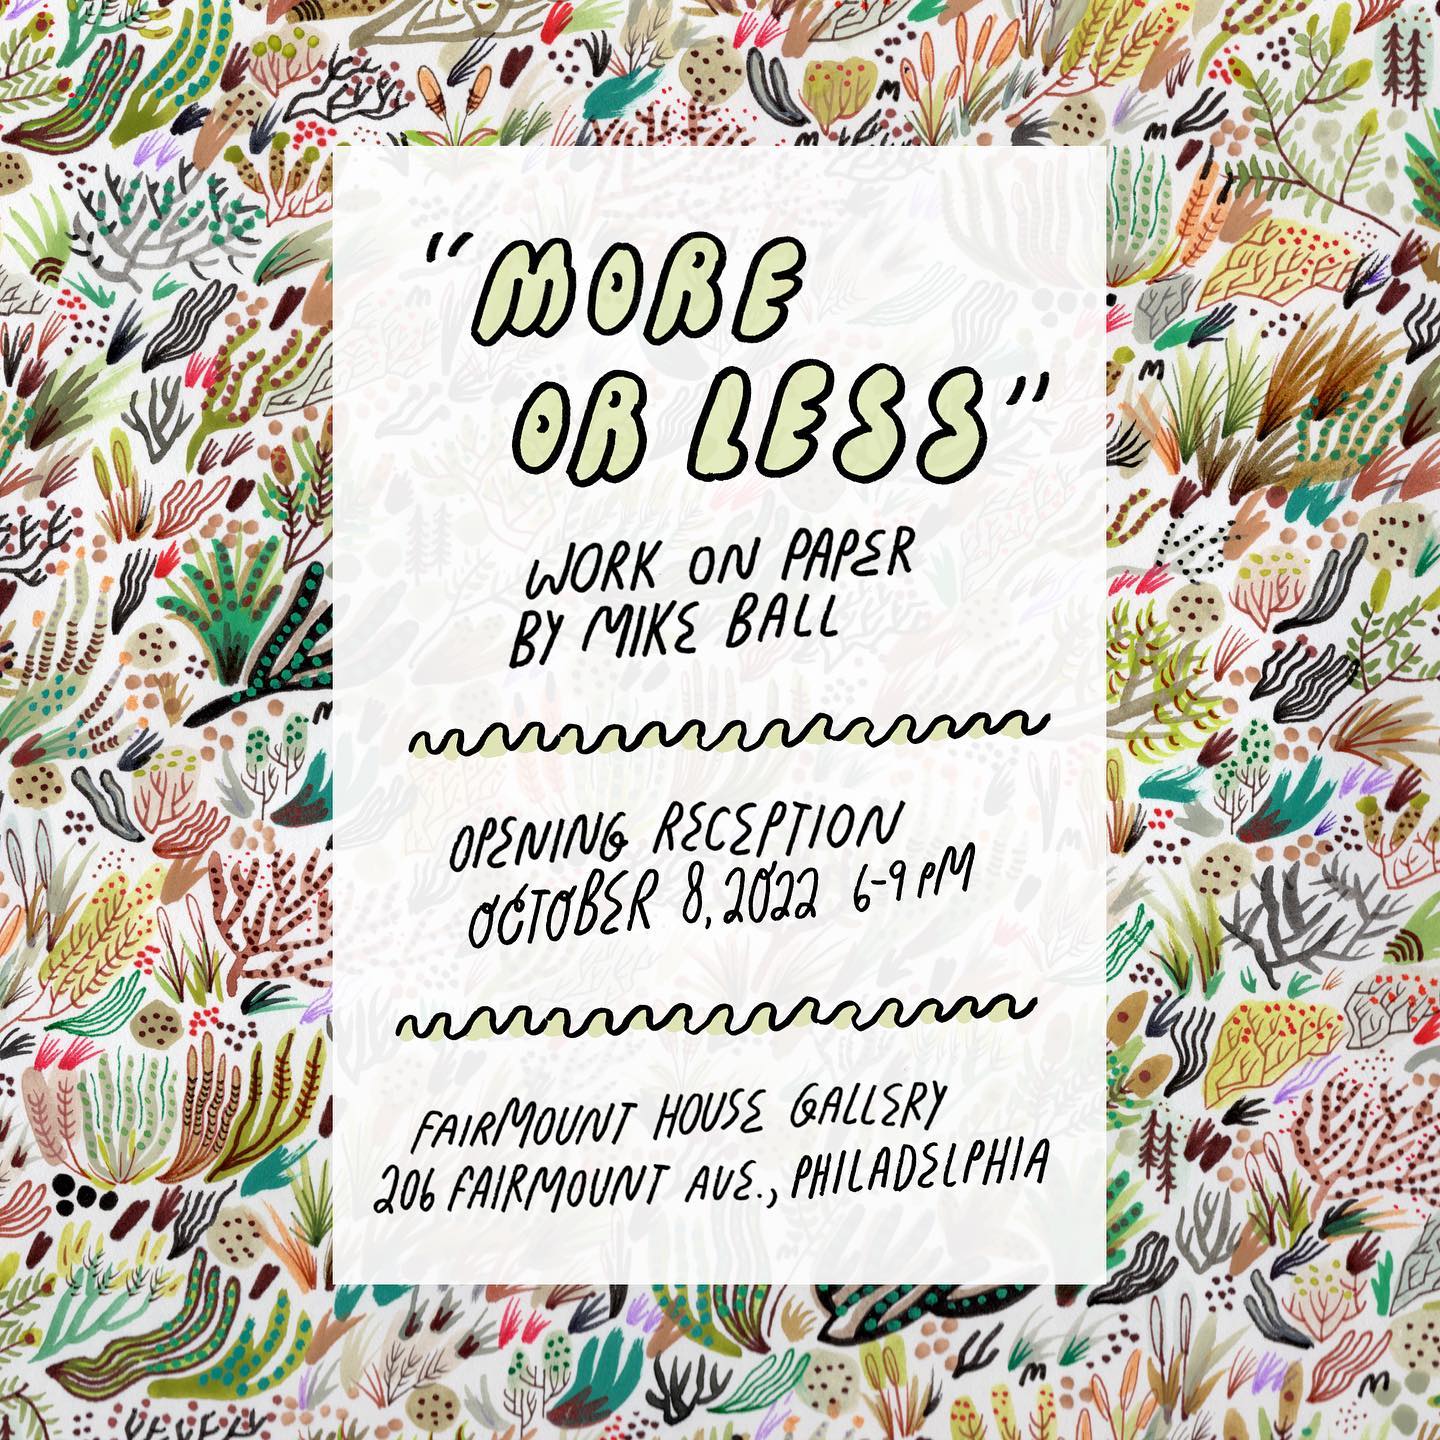 "MORE
OR LESS"
WORK ON PAPER
BY MIKE BALL
OPENING RECEPTION
OCTOBER 8, 2022 6-9 PM
FAIRMOUNT HOUSE GALLERY
206 FAIRMOUNT AVE., PHILADELPHIA